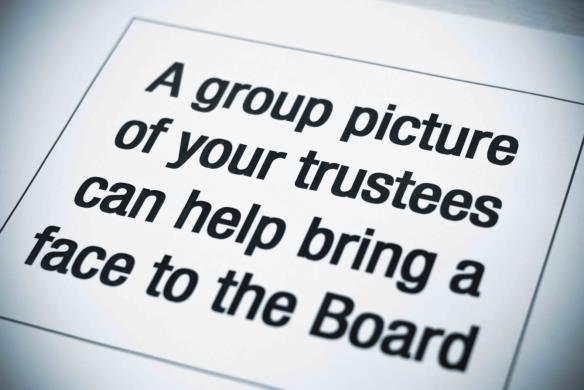 A group picture
of your trustees
can help bring a
face to the Board